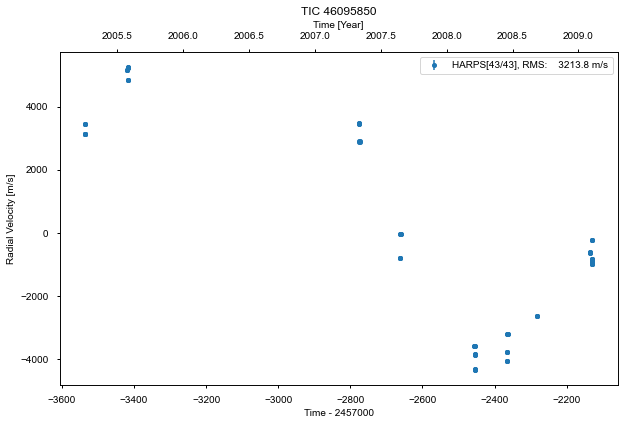 TIC 46095850
Time [Year]
2005.5 2006.0 2006.5 2007.0 2007.5 2008.0 2008.5 2009.0
HARPS[43/43], RMS: 3213.8 m/s
Radial Velocity [m/s]
4000
2000
0
−2000
−4000
−3600 −3400 −3200 −3000 −2800 −2600 −2400 −2200
Time - 2457000